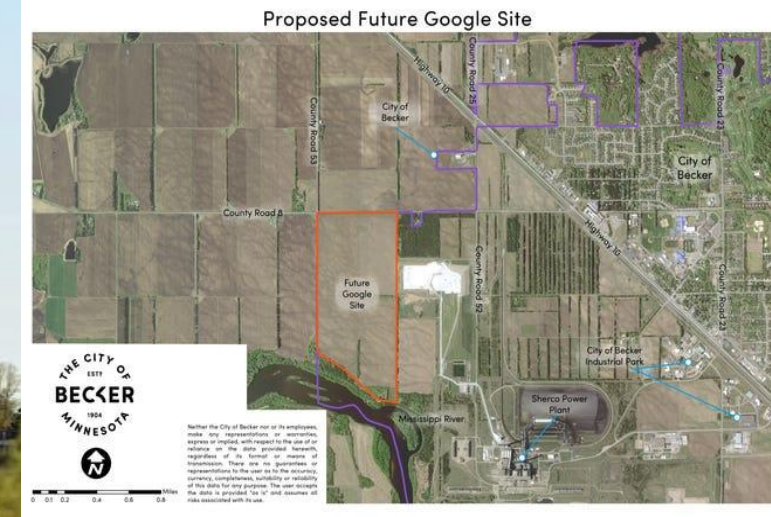 Proposed Future Google Site
Highway 10
County Road 25
County Road 23
County Road 53
City of
Becker
City of
Becker
County Road 8
Highway 10
County Road 52
County Road 23
Future
Google
Site
City of Becker
Industrial Park
Sherco Power
Plant
Mississippi River
THE CITY OF
ESTD
BECKER
1904
MINNESOTA
N
Neither the City of Becker nor its employees,
make any representations or warranties,
express or implied, with respect to the use of or
reliance on the data provided herewith,
regardless of its format or means of
transmission. There are no guarantees or
representations to the user as to the accuracy,
currency, completeness, suitability or reliability
of this data for any purpose. The user accepts
the data is provided "as is" and assumes all
risks associated with its use.
Miles
0 0.1 0.2 0.4 0.6 0.8